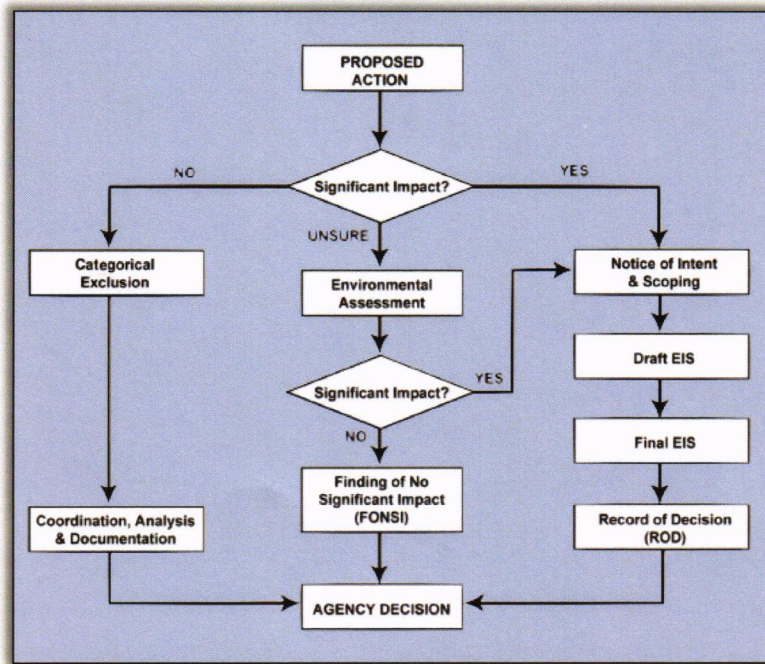 PROPOSED
ACTION
Significant Impact?
NO
YES
UNSURE
Categorical
Exclusion
Environmental
Assessment
Notice of Intent
& Scoping
Significant Impact?
YES
NO
Draft EIS
Final EIS
Finding of No
Significant Impact
(FONSI)
Coordination, Analysis
& Documentation
Record of Decision
(ROD)
AGENCY DECISION